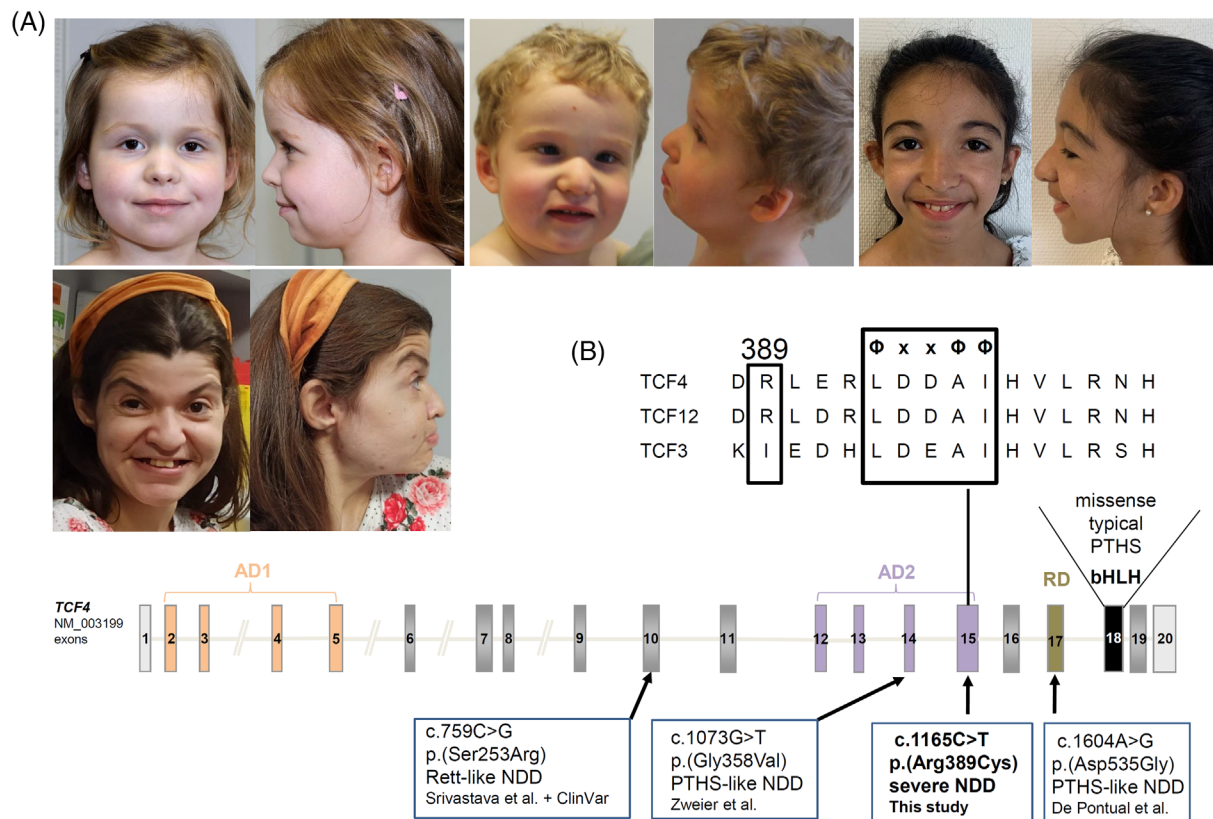 (A)
(B)
389
Φ x x Φ Φ
TCF4 D R L E R L D D A I H V L R N H
TCF12 D R L D R L D D A I H V L R N H
TCF3 K I E D H L D E A I H V L R S H
missense
typical
PTHS
bHLH
AD1
AD2
RD
TCF4
NM_003199
exons
1 2 3 4 5 6 7 8 9 10 11 12 13 14 15 16 17 18 19 20
c.759C>G
p.(Ser253Arg)
Rett-like NDD
Srivastava et al. + ClinVar
c.1073G>T
p.(Gly358Val)
PTHS-like NDD
Zweier et al.
c.1165C>T
p.(Arg389Cys)
severe NDD
This study
c.1604A>G
p.(Asp535Gly)
PTHS-like NDD
De Pontual et al.